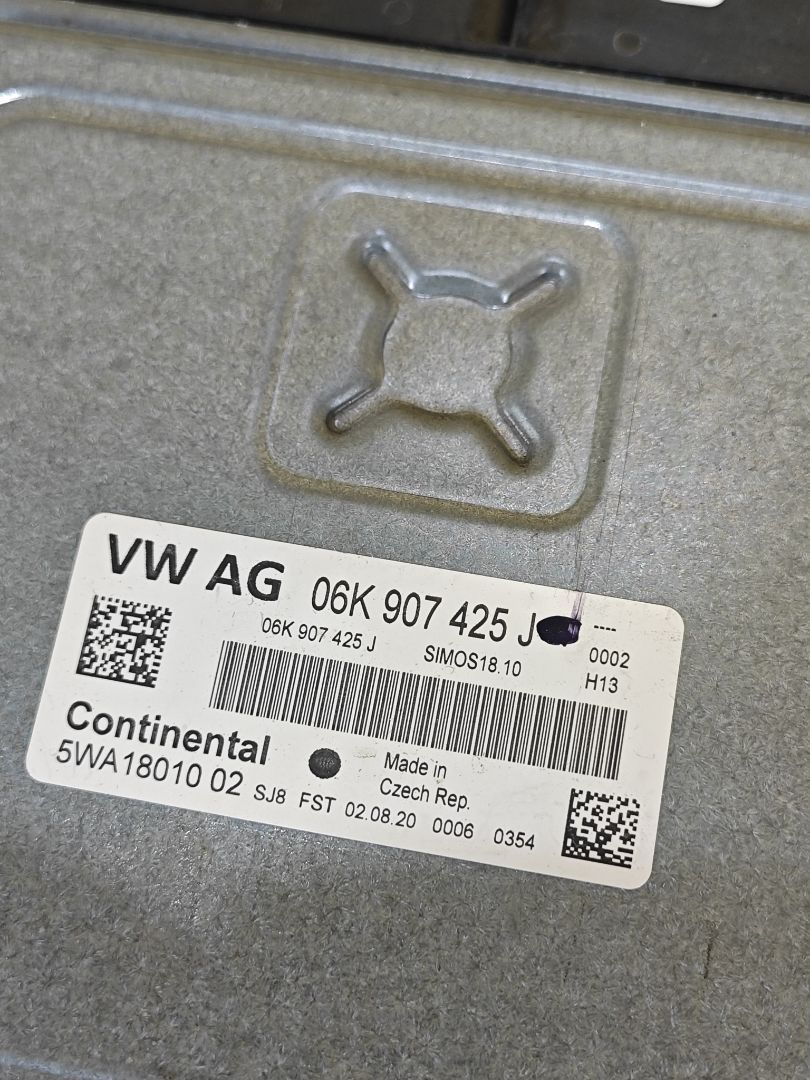 VW AG 06K 907 425 J ----
06K 907 425 J SIMOS18.10 0002
H13
Continental
5WA18010 02 SJ8 FST 02.08.20 0006 0354
Made in
Czech Rep.